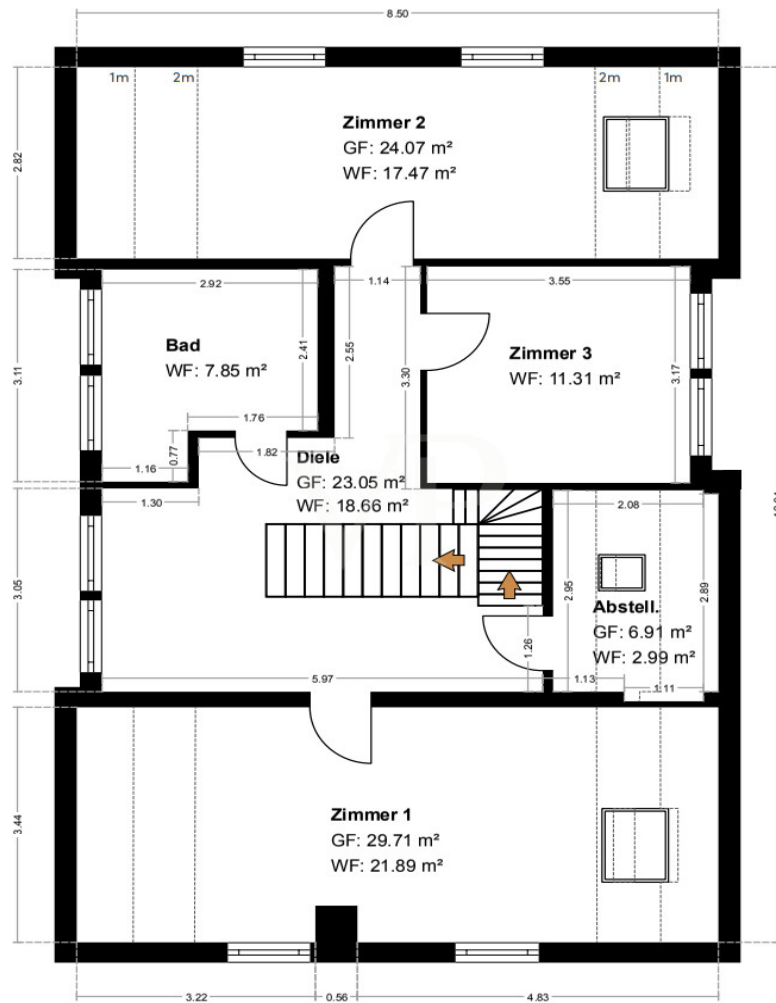 8.50
1m
2m
2m
1m
Zimmer 2
GF: 24.07 m²
WF: 17.47 m²
2.82
2.92
1.14
3.55
Bad
WF: 7.85 m²
2.41
2.55
3.30
Zimmer 3
WF: 11.31 m²
3.17
3.11
1.76
0.77
1.82
1.16
Diele
GF: 23.05 m²
WF: 18.66 m²
1.30
2.08
3.05
2.95
2.89
Abstell.
GF: 6.91 m²
WF: 2.99 m²
1.26
5.97
1.13
1.11
Zimmer 1
GF: 29.71 m²
WF: 21.89 m²
3.44
3.22
0.56
4.83